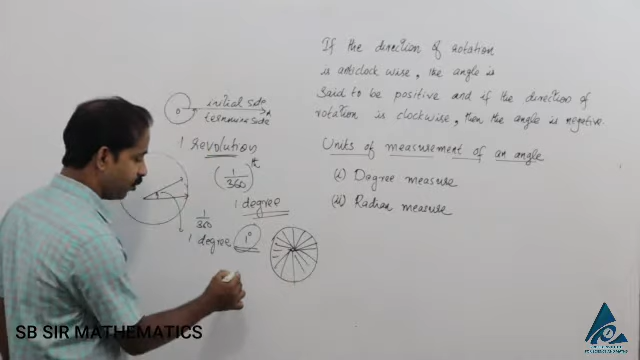 If the direction of rotation
is anticlock wise, the angle is
said to be positive and if the direction of
rotation is clockwise, then the angle is negative.
Units of measurement of an angle
(i) Degree measure
(ii) Radian measure
initial side
terminal side
1 revolution
(1/360)th
1 degree
1/360
1 degree 1°
SB SIR MATHEMATICS